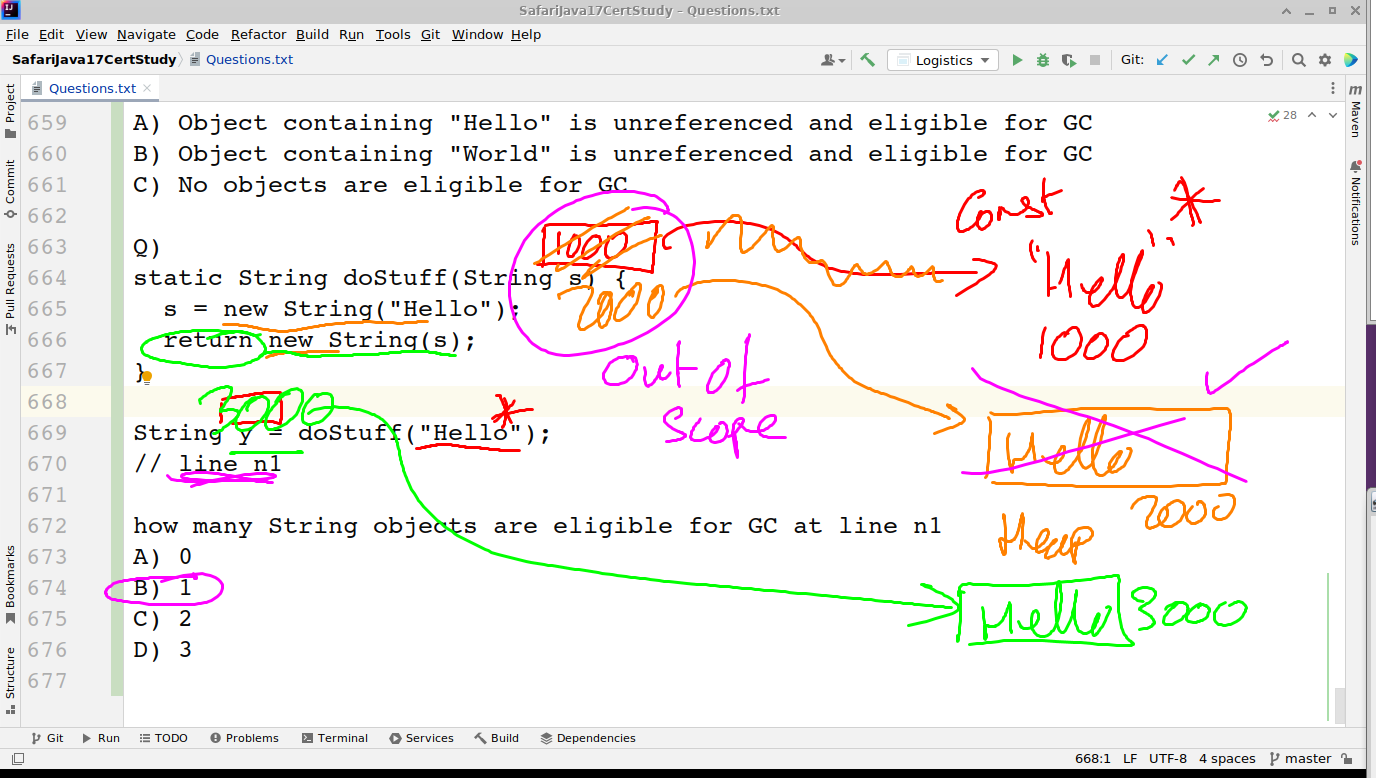 SafariJava17CertStudy – Questions.txt
File Edit View Navigate Code Refactor Build Run Tools Git Window Help
SafariJava17CertStudy Questions.txt Logistics Git:
Project Questions.txt
28
659 A) Object containing "Hello" is unreferenced and eligible for GC
660 B) Object containing "World" is unreferenced and eligible for GC
661 C) No objects are eligible for GC
662
663 Q)
664 static String doStuff(String s) {
665 s = new String("Hello");
666 return new String(s);
667 }
668
669 String y = doStuff("Hello");
670 // line n1
671
672 how many String objects are eligible for GC at line n1
673 A) 0
674 B) 1
675 C) 2
676 D) 3
677
1000
2000
Const *
"Hello"
1000
out of
scope
3000
*
Hello
2000
Heap
Hello 3000
Commit
Pull Requests
Bookmarks
Structure
Maven
Notifications
Git Run TODO Problems Terminal Services Build Dependencies
668:1 LF UTF-8 4 spaces master